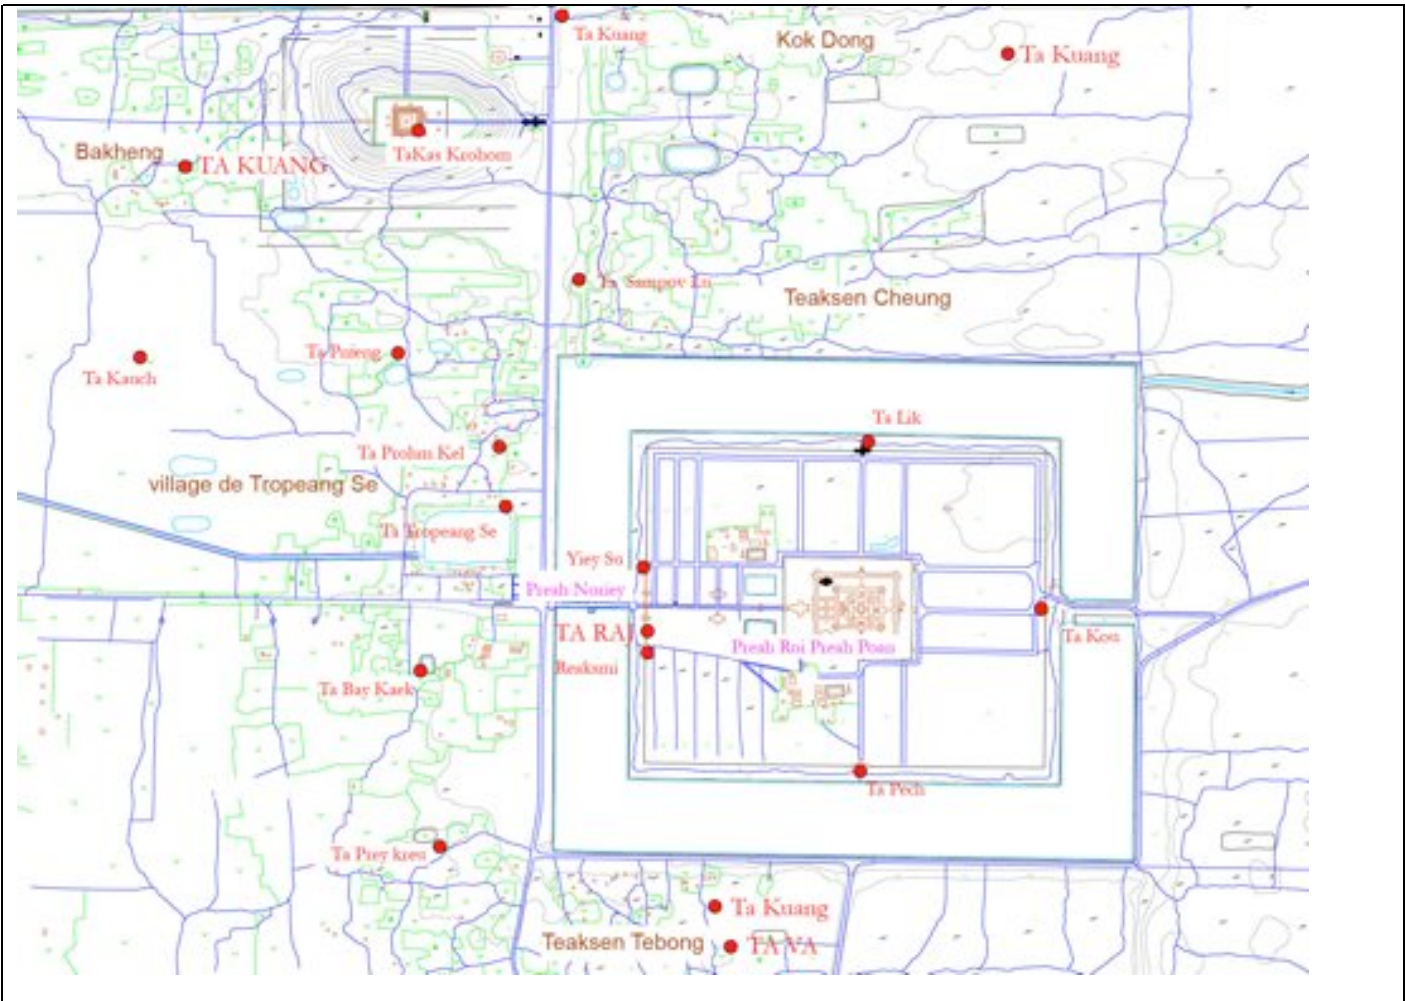 Ta Kuang
Kok Dong
Ta Kuang
Bakheng
TA KUANG
TaKas Krohom
Ta Sampov Lu
Teaksen Cheung
Ta Pnieng
Ta Kauch
Ta Lik
Ta Prohm Kel
village de Tropeang Se
Ta Tropeang Se
Yiey So
Preah Noniey
TA RAJ
Ta Kou
Preah Roi Preah Poan
Reaksmi
Ta Bay Kaek
Ta Pech
Ta Prey kreu
Ta Kuang
Teaksen Tebong
TA VA